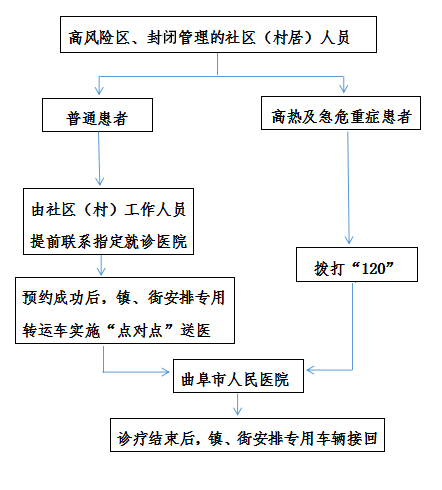 高风险区、封闭管理的社区（村居）人员
普通患者
高热及急危重症患者
由社区（村）工作人员
提前联系指定就诊医院
拨打“120”
预约成功后，镇、街安排专用
转运车实施“点对点”送医
曲阜市人民医院
诊疗结束后，镇、街安排专用车辆接回